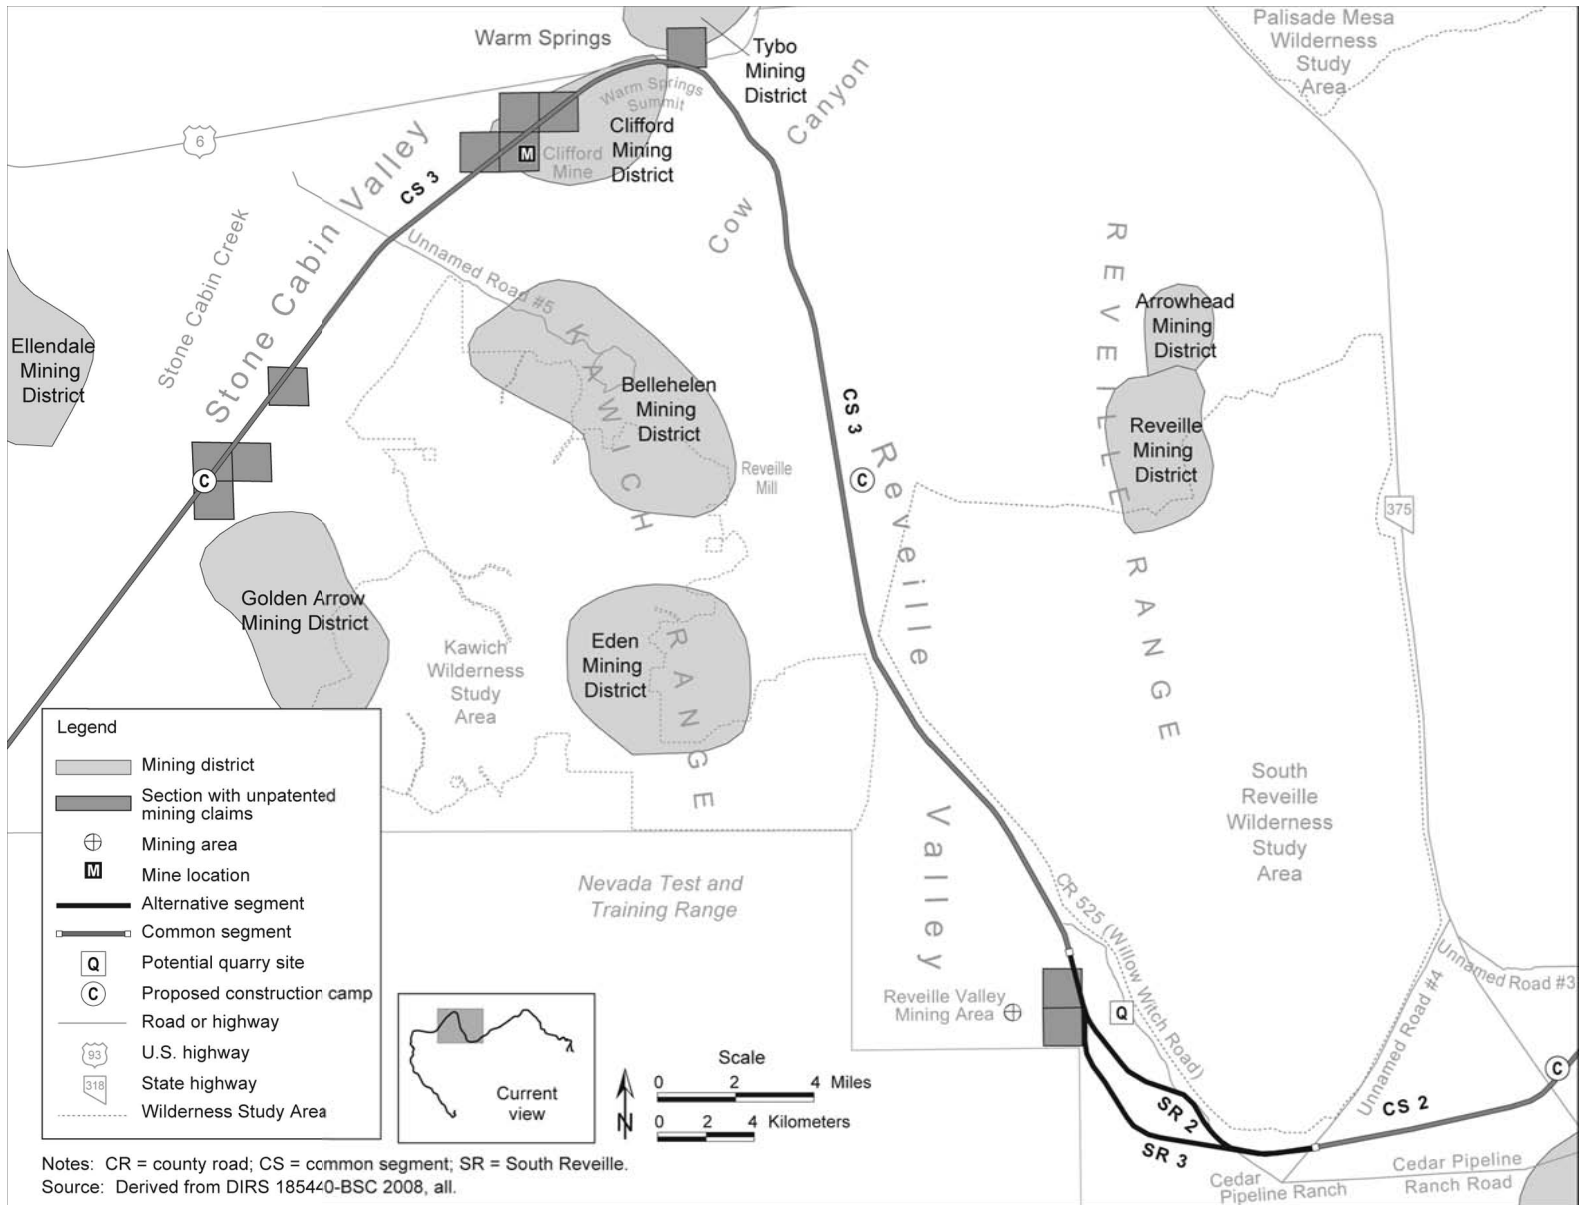 Warm Springs
Tybo
Mining
District
Palisade Mesa
Wilderness
Study
Area
Warm Springs
Summit
Canyon
Cow
6
Clifford
Mining
District
M
Clifford
Mine
CS 3
Stone Cabin Valley
Stone Cabin Creek
Unnamed Road #5
Ellendale
Mining
District
KAWICH
RANGE
Bellehelen
Mining
District
Reveille
Mill
CS 3
C
Reveille
Valley
REVEILLE
RANGE
Arrowhead
Mining
District
Reveille
Mining
District
375
C
Golden Arrow
Mining District
Kawich
Wilderness
Study
Area
Eden
Mining
District
South
Reveille
Wilderness
Study
Area
Nevada Test and
Training Range
CR 525 (Willow Witch Road)
Reveille Valley
Mining Area
Q
Unnamed Road #4
Unnamed Road #3
C
SR 2
SR 3
CS 2
Cedar
Pipeline Ranch
Cedar Pipeline
Ranch Road
Legend
Mining district
Section with unpatented
mining claims
Mining area
M Mine location
Alternative segment
Common segment
Q Potential quarry site
C Proposed construction camp
Road or highway
93 U.S. highway
318 State highway
Wilderness Study Area
Current
view
N
Scale
0 2 4 Miles
0 2 4 Kilometers
Notes: CR = county road; CS = common segment; SR = South Reveille.
Source: Derived from DIRS 185440-BSC 2008, all.